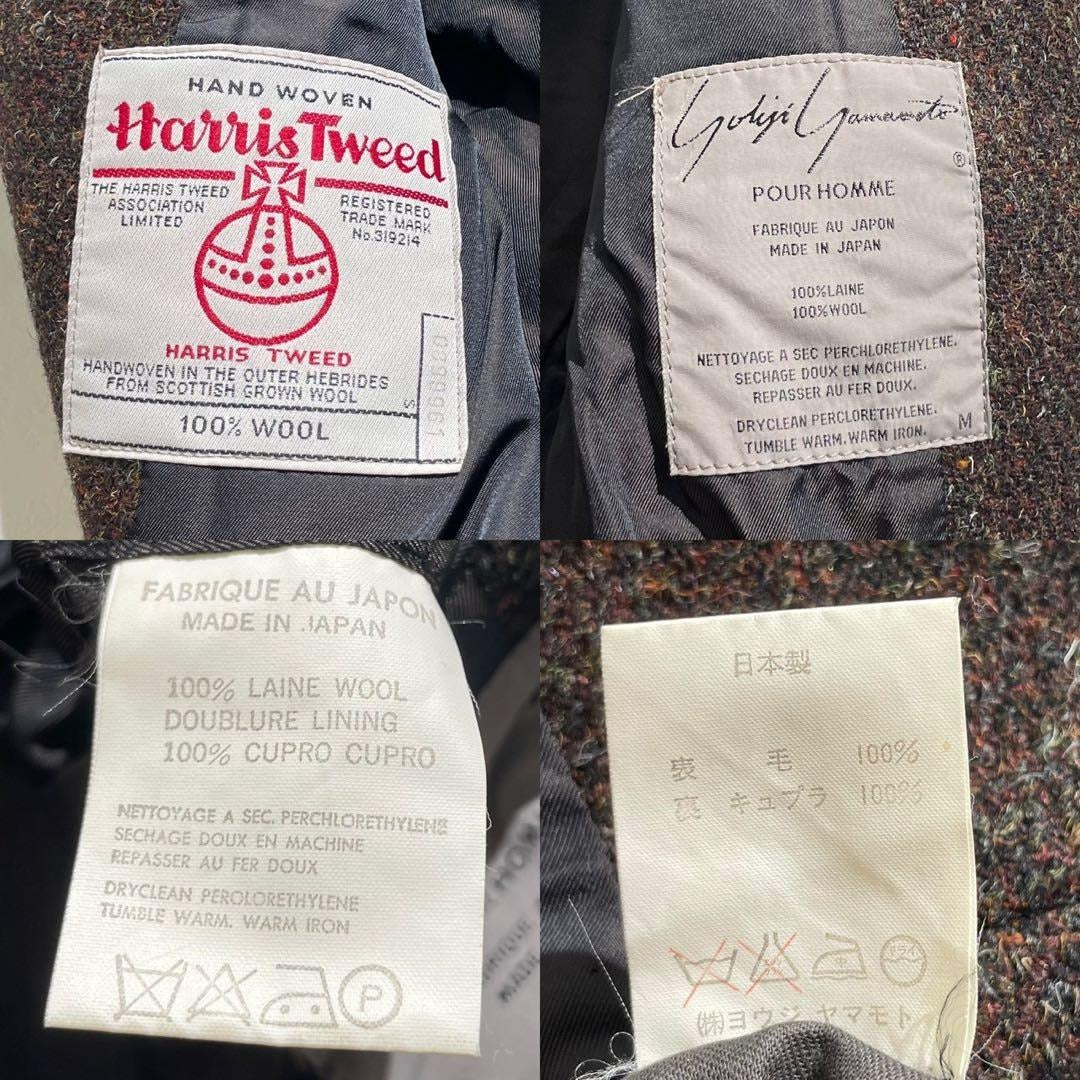 HAND WOVEN
Harris Tweed
THE HARRIS TWEED
ASSOCIATION
LIMITED
REGISTERED
TRADE MARK
No.319214
HARRIS TWEED
HANDWOVEN IN THE OUTER HEBRIDES
FROM SCOTTISH GROWN WOOL
100% WOOL
S
Yohji Yamamoto
®
POUR HOMME
FABRIQUE AU JAPON
MADE IN JAPAN
100%LAINE
100%WOOL
NETTOYAGE A SEC PERCHLORETHYLENE.
SECHAGE DOUX EN MACHINE.
REPASSER AU FER DOUX.
DRYCLEAN PERCLORETHYLENE.
TUMBLE WARM.WARM IRON.
M
FABRIQUE AU JAPON
MADE IN JAPAN
100% LAINE WOOL
DOUBLURE LINING
100% CUPRO CUPRO
NETTOYAGE A SEC. PERCHLORETHYLENE
SECHAGE DOUX EN MACHINE
REPASSER AU FER DOUX
DRYCLEAN PEROLORETHYLENE
TUMBLE WARM. WARM IRON
P
日本製
表 毛 100%
裏 キュプラ 100%
ドライ
㈱ヨウジ ヤマモト